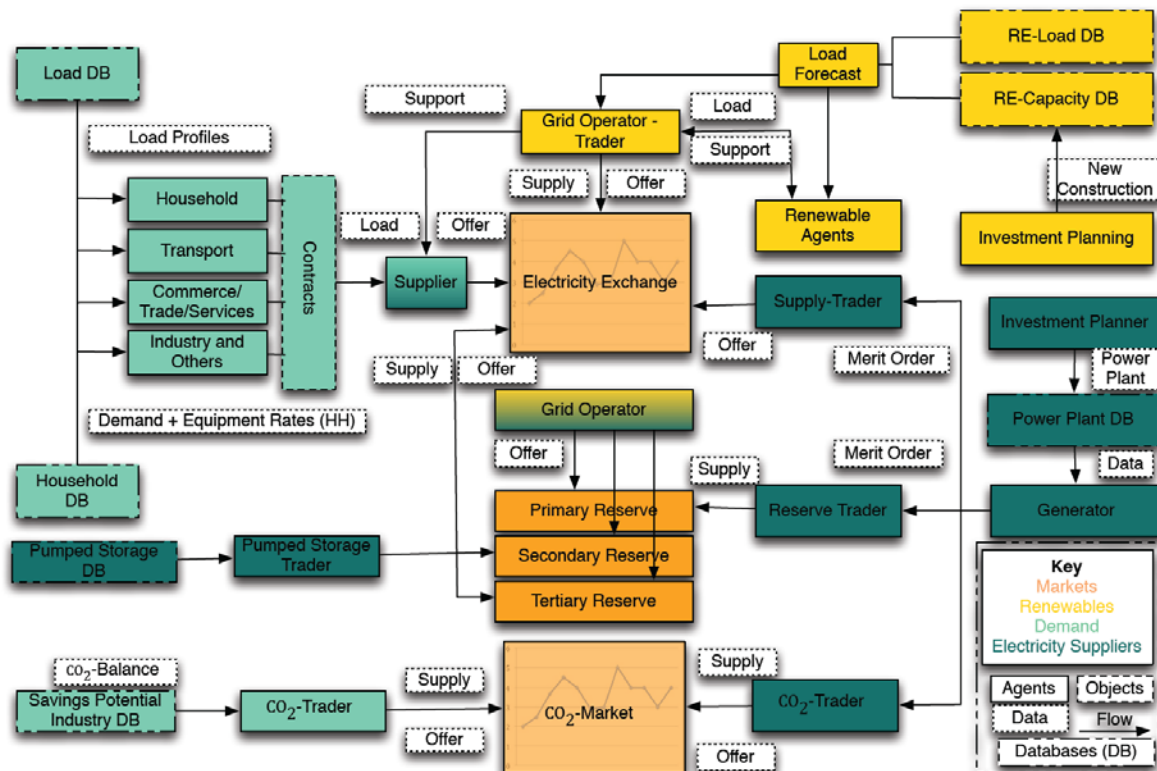 Load DB
Load Profiles
Household
Transport
Commerce/
Trade/Services
Industry and
Others
Contracts
Demand + Equipment Rates (HH)
Household
DB
Support
Grid Operator -
Trader
Load
Support
Load
Forecast
RE-Load DB
RE-Capacity DB
New
Construction
Investment Planning
Renewable
Agents
Supply
Offer
Load
Offer
Supplier
Electricity Exchange
Supply-Trader
Offer
Merit Order
Investment Planner
Power
Plant
Power Plant DB
Data
Generator
Supply
Offer
Grid Operator
Offer
Supply
Merit Order
Primary Reserve
Reserve Trader
Secondary Reserve
Tertiary Reserve
Pumped Storage
DB
Pumped Storage
Trader
CO₂-Balance
Savings Potential
Industry DB
CO₂-Trader
Supply
Offer
CO₂-Market
Supply
Offer
CO₂-Trader
Key
Markets
Renewables
Demand
Electricity Suppliers
Agents
Objects
Data
Flow
Databases (DB)